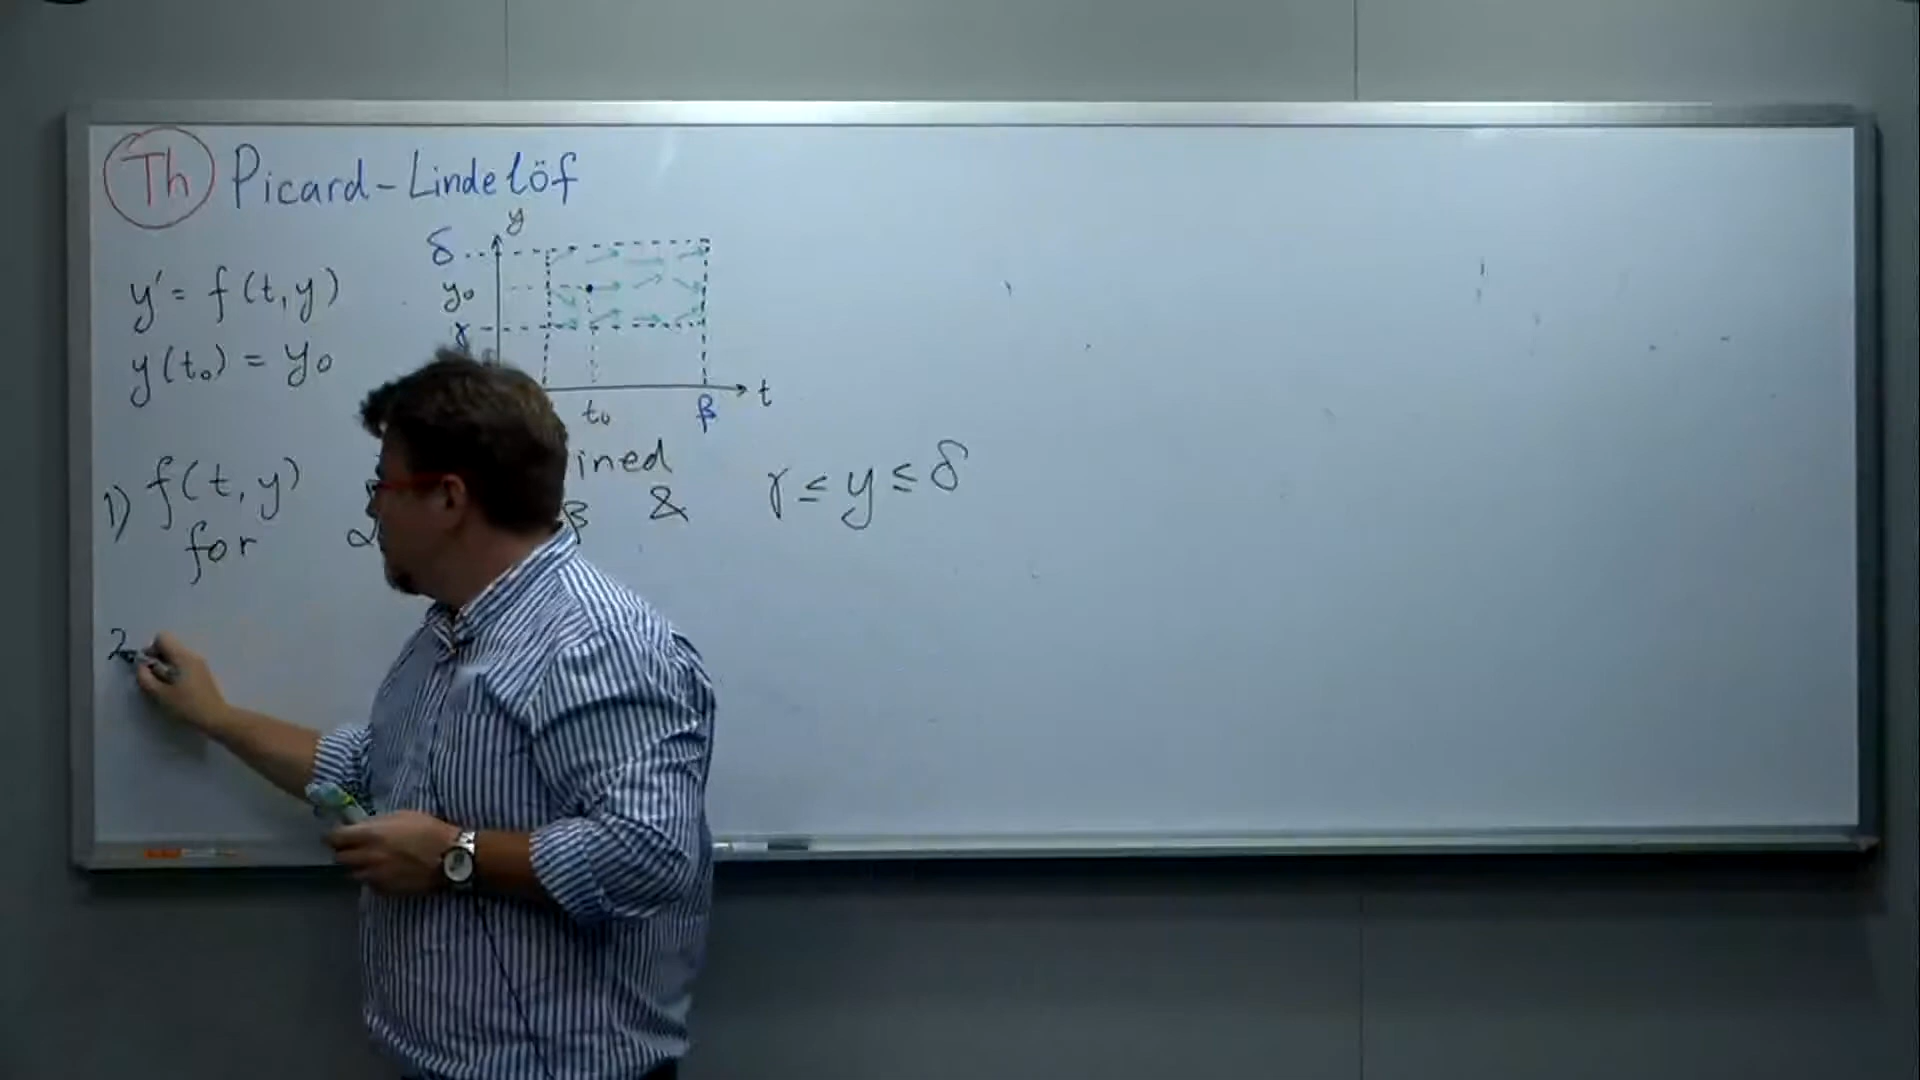 Th Picard-Lindelöf
y
δ
y' = f(t,y)
y₀
γ
y(t₀) = y₀
t
t₀ β
1) f(t,y) ined
for α β & γ ≤ y ≤ δ
2